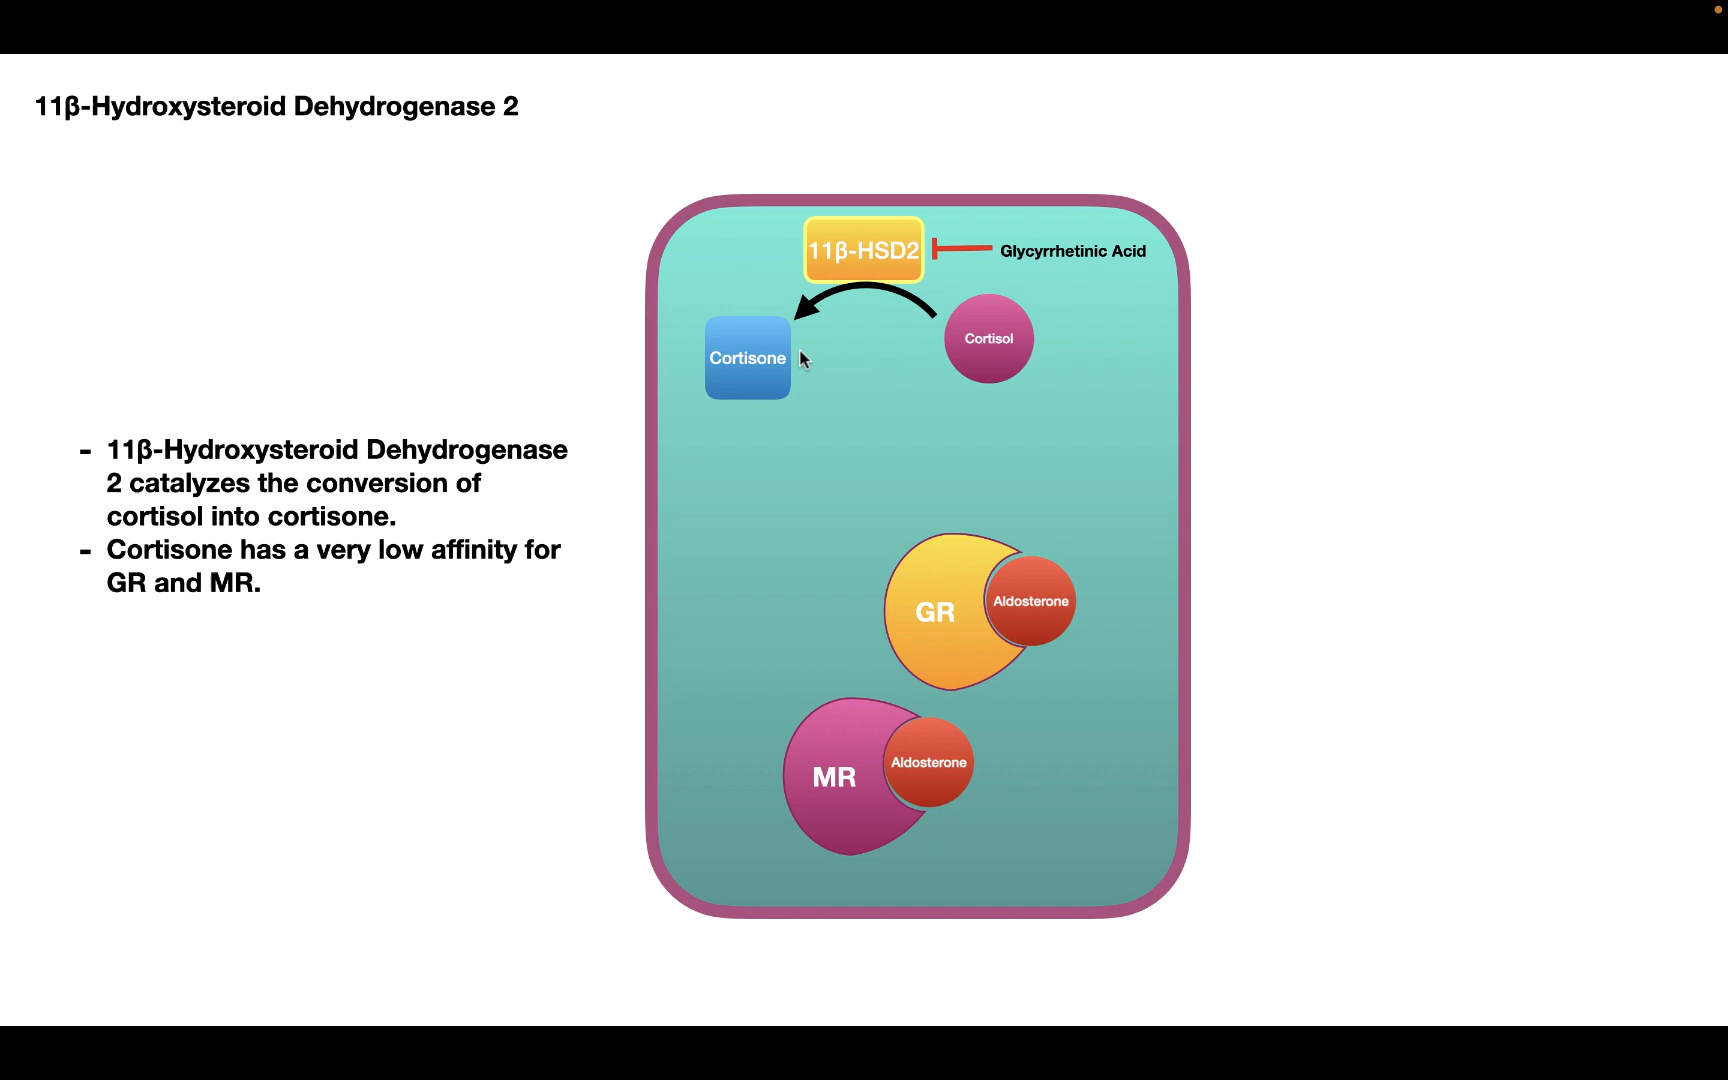 11β-Hydroxysteroid Dehydrogenase 2
11β-HSD2
Glycyrrhetinic Acid
Cortisol
Cortisone
- 11β-Hydroxysteroid Dehydrogenase
2 catalyzes the conversion of
cortisol into cortisone.
- Cortisone has a very low affinity for
GR and MR.
GR
Aldosterone
MR
Aldosterone